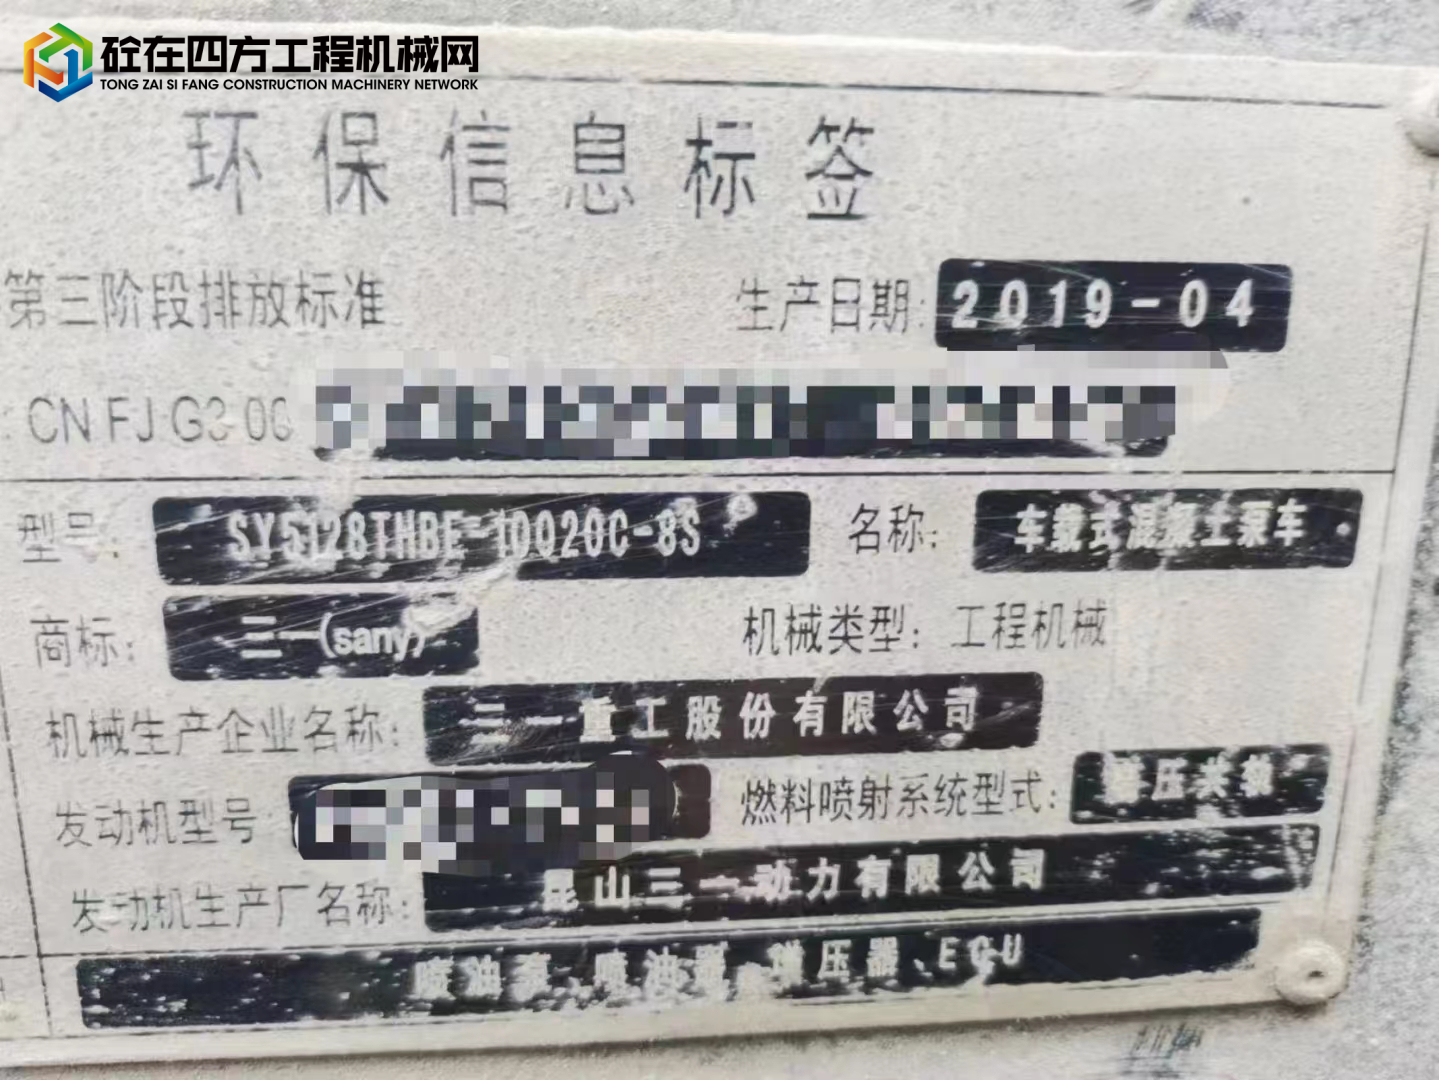 砼在四方工程机械网
TONG ZAI SI FANG CONSTRUCTION MACHINERY NETWORK
环保信息标签
第三阶段排放标准 生产日期: 2019-04
: CN FJ G3 00
型号: SY5128THBE-10020C-8S 名称: 车载式混凝土泵车
商标: 三一(sany) 机械类型: 工程机械
机械生产企业名称: 三一重工股份有限公司
发动机型号: 燃料喷射系统型式: 高压共轨
发动机生产厂名称: 昆山三一动力有限公司
喷油泵、喷油器、增压器、ECU